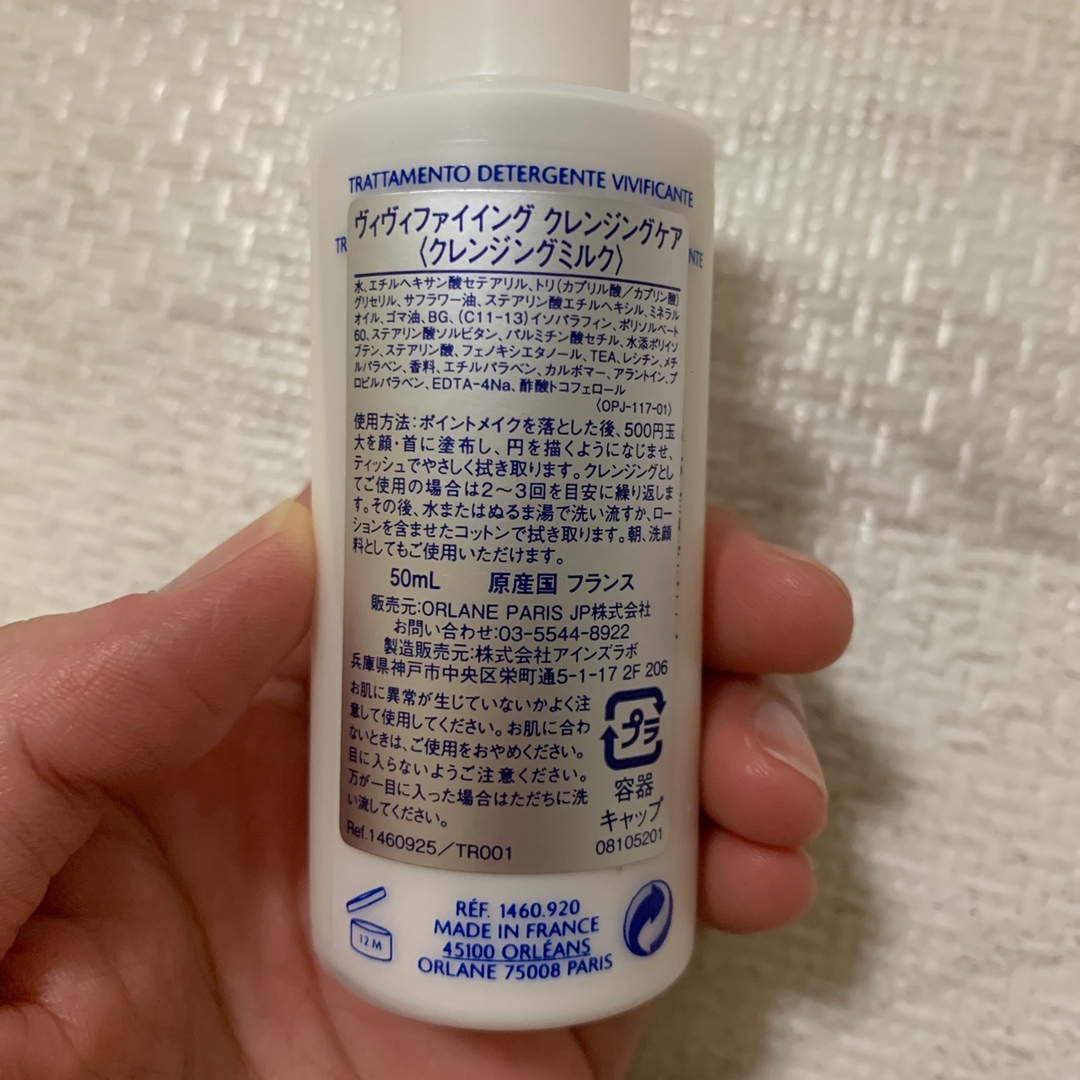 TRATTAMENTO DETERGENTE VIVIFICANTE
ヴィヴィファイイング クレンジングケア
〈クレンジングミルク〉
TR
NTE
水、エチルヘキサン酸セテアリル、トリ(カプリル酸/カプリン酸)
グリセリル、サフラワー油、ステアリン酸エチルヘキシル、ミネラル
オイル、ゴマ油、BG、(C11-13)イソパラフィン、ポリソルベート
60、ステアリン酸ソルビタン、パルミチン酸セチル、水添ポリイソ
ブテン、ステアリン酸、フェノキシエタノール、TEA、レシチン、メチ
ルパラベン、香料、エチルパラベン、カルボマー、アラントイン、プ
ロピルパラベン、EDTA-4Na、酢酸トコフェロール
〈OPJ-117-01〉
使用方法:ポイントメイクを落とした後、500円玉
大を顔・首に塗布し、円を描くようになじませ、
ティッシュでやさしく拭き取ります。クレンジングとし
てご使用の場合は2〜3回を目安に繰り返しま
す。その後、水またはぬるま湯で洗い流すか、ロー
ションを含ませたコットンで拭き取ります。朝、洗顔
料としてもご使用いただけます。
50mL 原産国 フランス
販売元:ORLANE PARIS JP株式会社
お問い合わせ:03-5544-8922
製造販売元:株式会社アインズラボ
兵庫県神戸市中央区栄町通5-1-17 2F 206
お肌に異常が生じていないかよく注
意して使用してください。お肌に合わ
ないときは、ご使用をおやめください。
目に入らないようご注意ください。
万が一目に入った場合はただちに洗
い流してください。
プラ
容器
キャップ
Ref.1460925/TR001
08105201
12 M
RÉF. 1460.920
MADE IN FRANCE
45100 ORLÉANS
ORLANE 75008 PARIS